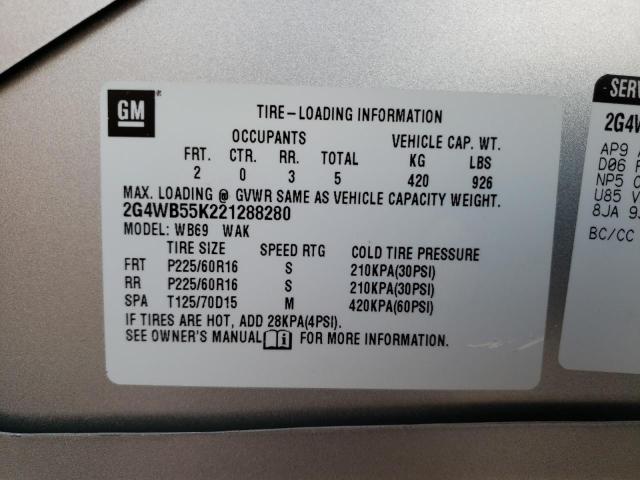 GM
TIRE-LOADING INFORMATION
OCCUPANTS VEHICLE CAP. WT.
FRT. CTR. RR. TOTAL KG LBS
2 0 3 5 420 926
MAX. LOADING @ GVWR SAME AS VEHICLE CAPACITY WEIGHT.
2G4WB55K221288280
MODEL: WB69 WAK
TIRE SIZE SPEED RTG COLD TIRE PRESSURE
FRT P225/60R16 S 210KPA(30PSI)
RR P225/60R16 S 210KPA(30PSI)
SPA T125/70D15 M 420KPA(60PSI)
IF TIRES ARE HOT, ADD 28KPA(4PSI).
SEE OWNER'S MANUAL i FOR MORE INFORMATION.
SERV
2G4W
AP9
D06
NP5
U85
8JA
BC/CC